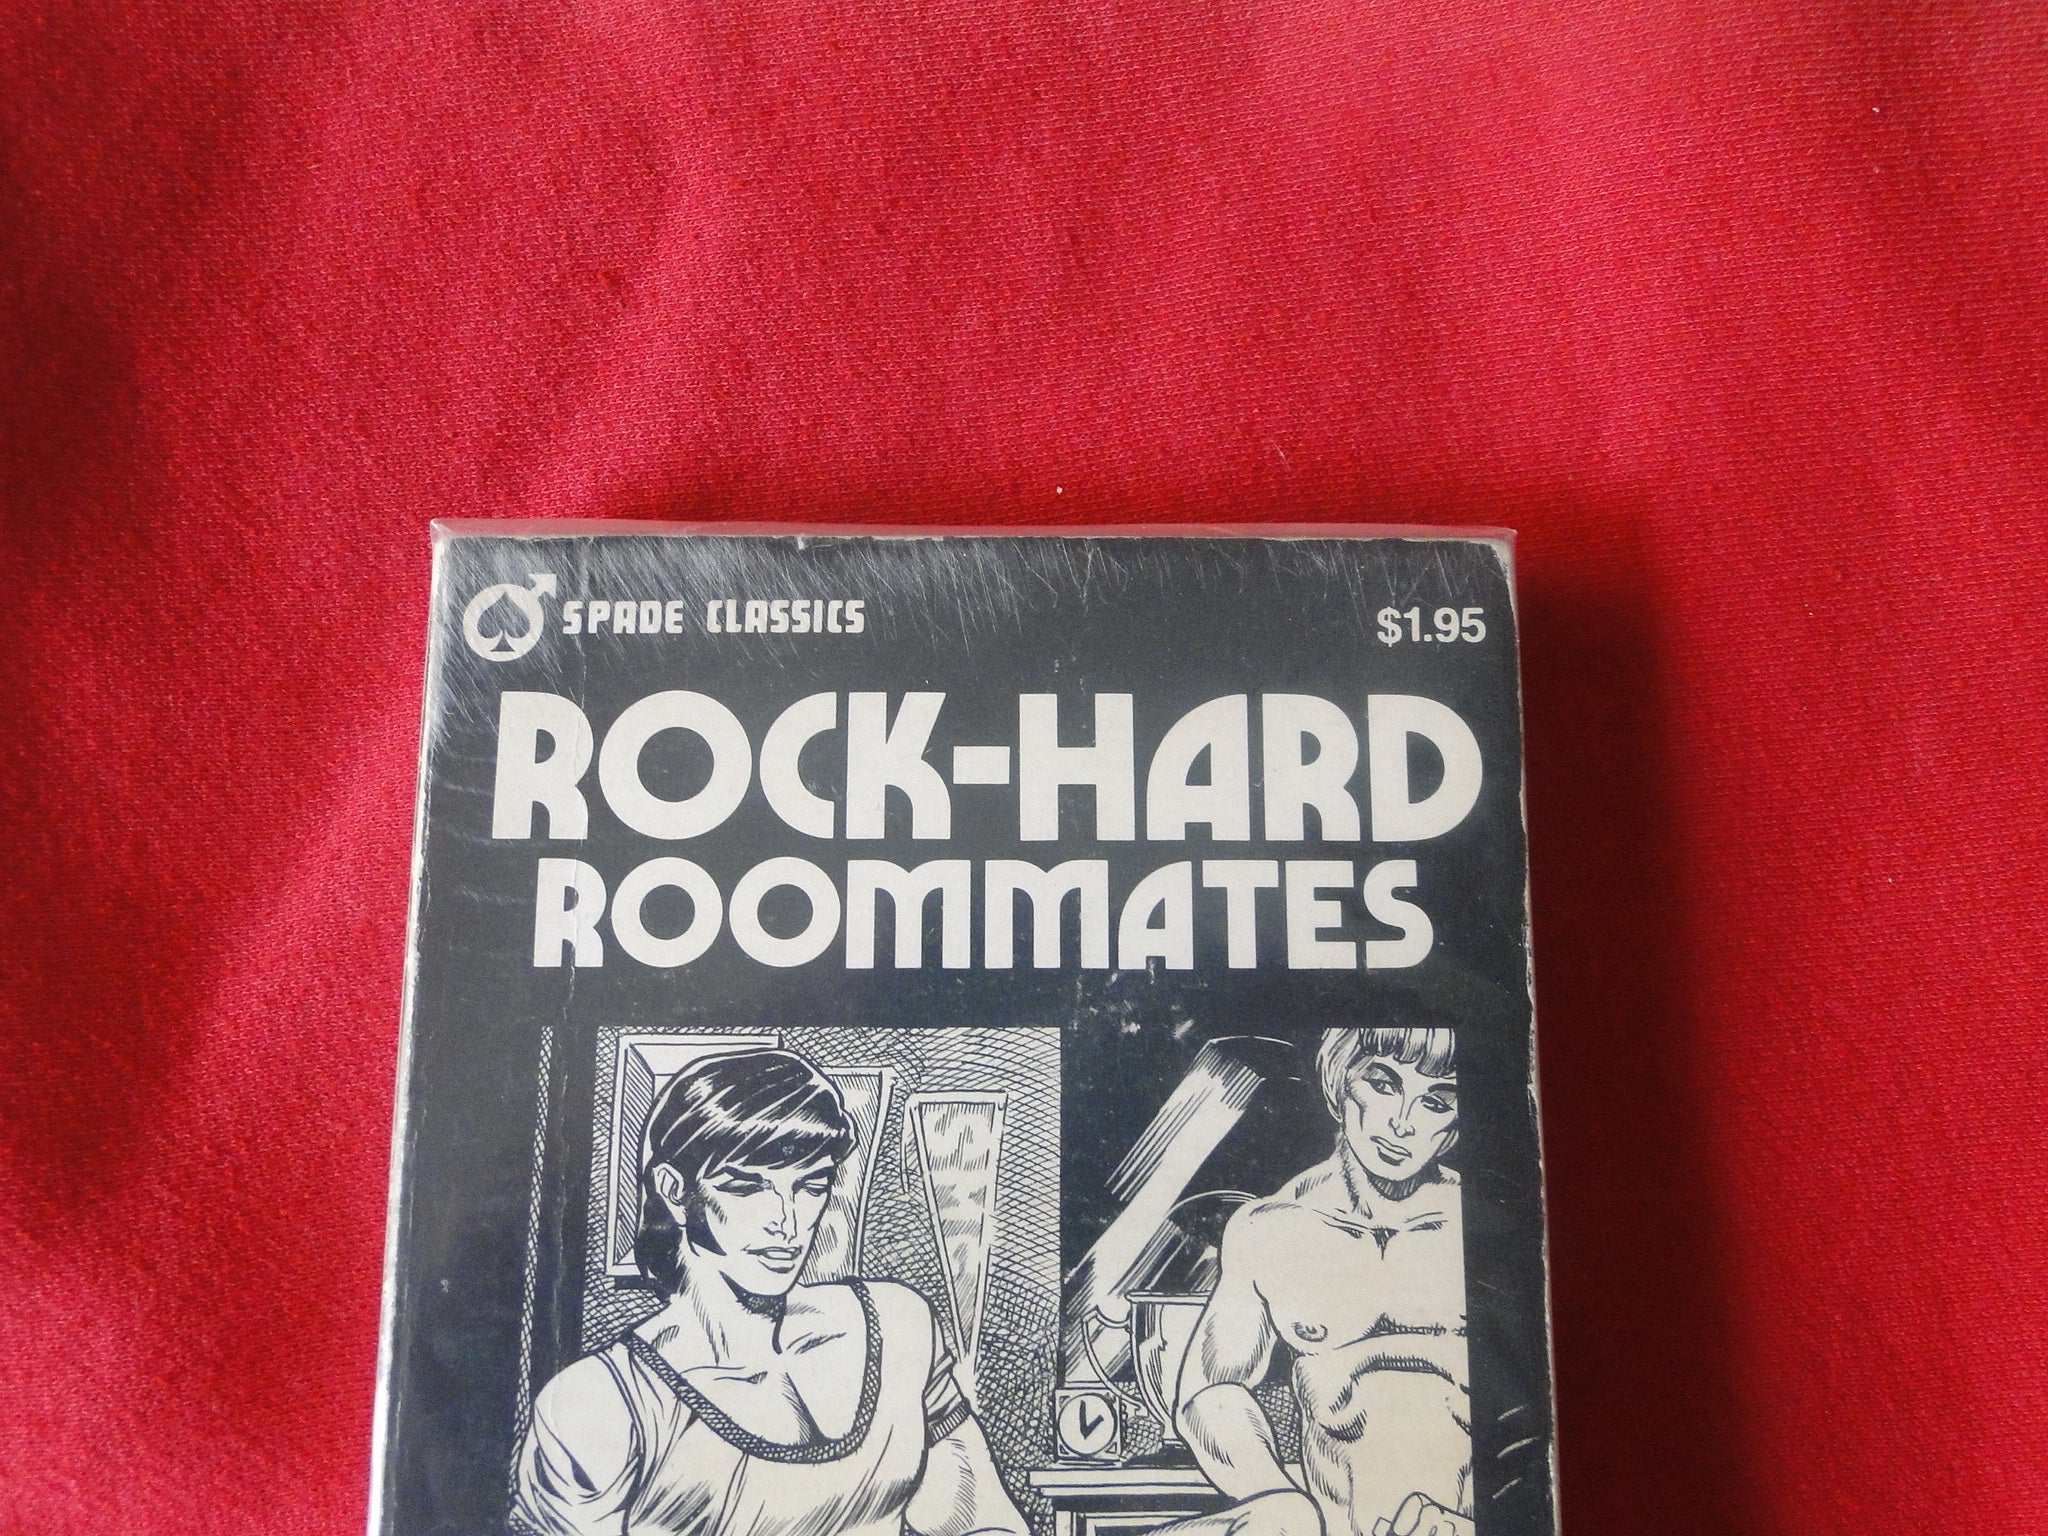 SPADE CLASSICS
$1.95
ROCK-HARD
ROOMMATES